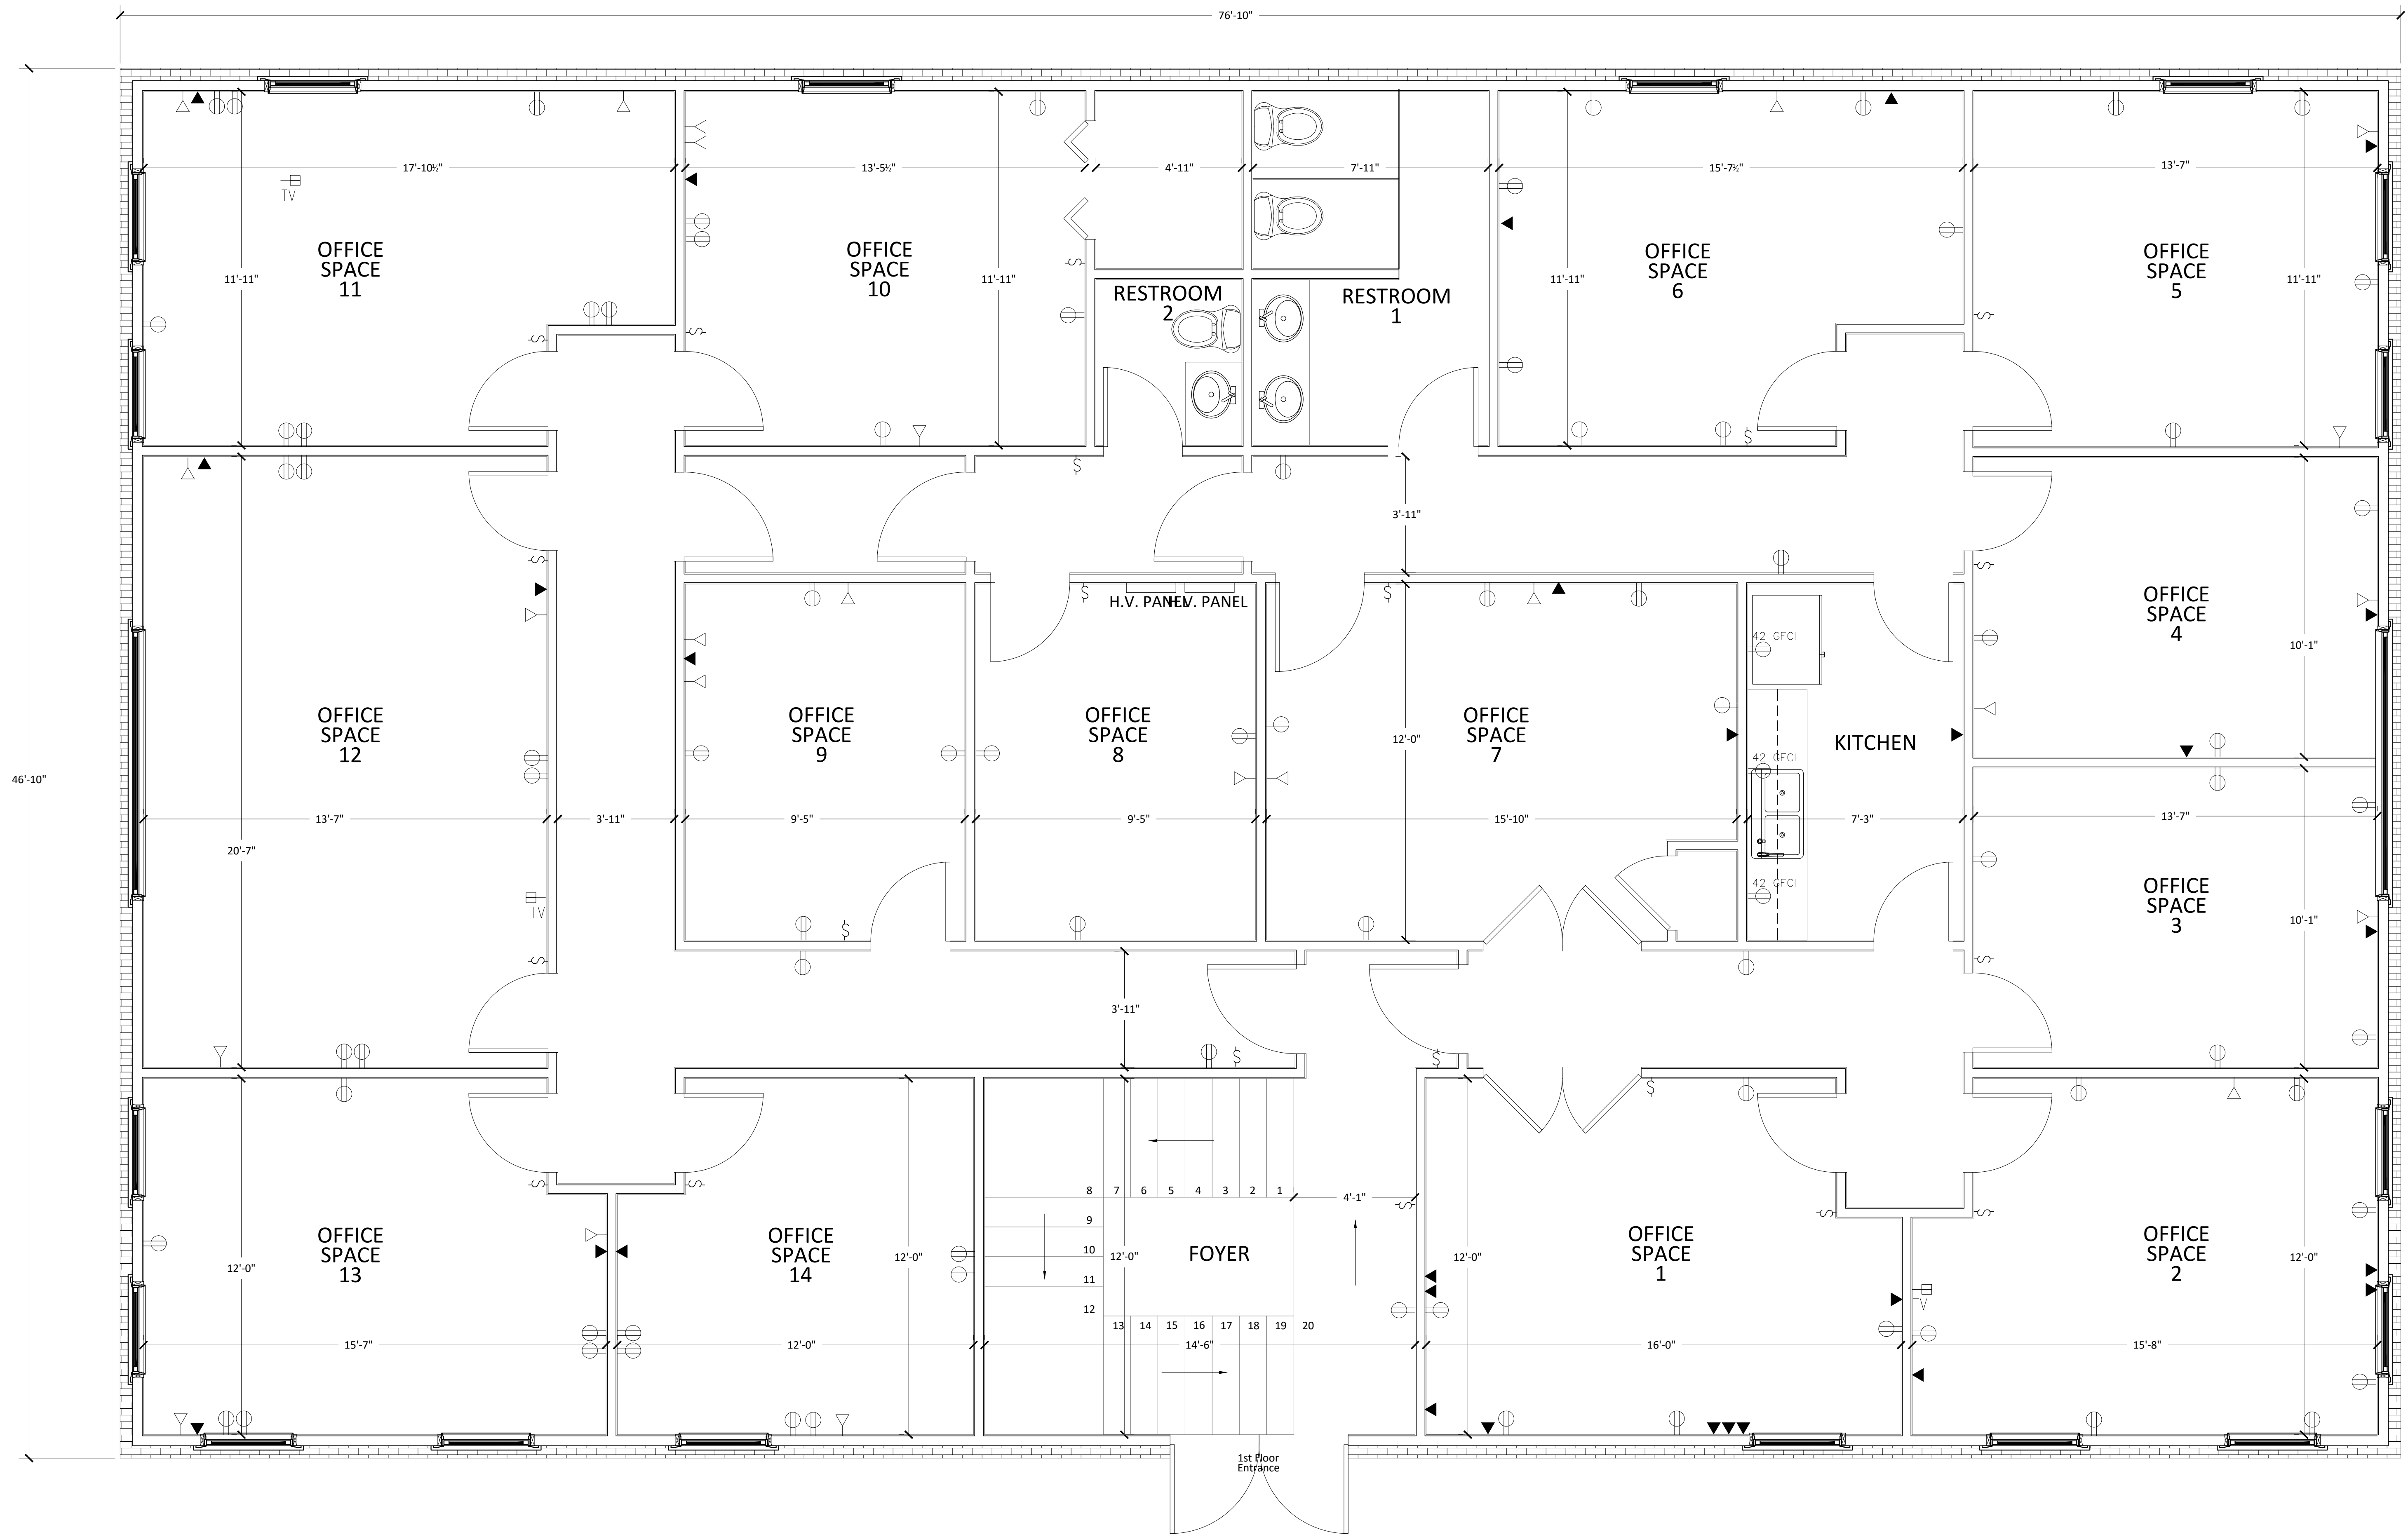 76'-10"
46'-10"
17'-10½"
13'-5½"
4'-11"
7'-11"
15'-7½"
13'-7"
TV
OFFICE
SPACE
11
11'-11"
OFFICE
SPACE
10
11'-11"
RESTROOM
2
RESTROOM
1
11'-11"
OFFICE
SPACE
6
OFFICE
SPACE
5
11'-11"
$
$
3'-11"
$
$
H.V. PANEL
H.V. PANEL
OFFICE
SPACE
4
10'-1"
42 GFCI
OFFICE
SPACE
12
OFFICE
SPACE
9
OFFICE
SPACE
8
OFFICE
SPACE
7
12'-0"
KITCHEN
42 GFCI
13'-7"
3'-11"
9'-5"
9'-5"
15'-10"
7'-3"
13'-7"
20'-7"
TV
42 GFCI
OFFICE
SPACE
3
10'-1"
$
3'-11"
$
$
$
8 7 6 5 4 3 2 1
4'-1"
9
10
11
12
12'-0"
FOYER
OFFICE
SPACE
13
12'-0"
OFFICE
SPACE
14
12'-0"
12'-0"
OFFICE
SPACE
1
OFFICE
SPACE
2
12'-0"
TV
13 14 15 16 17 18 19 20
15'-7"
12'-0"
14'-6"
16'-0"
15'-8"
1st Floor
Entrance